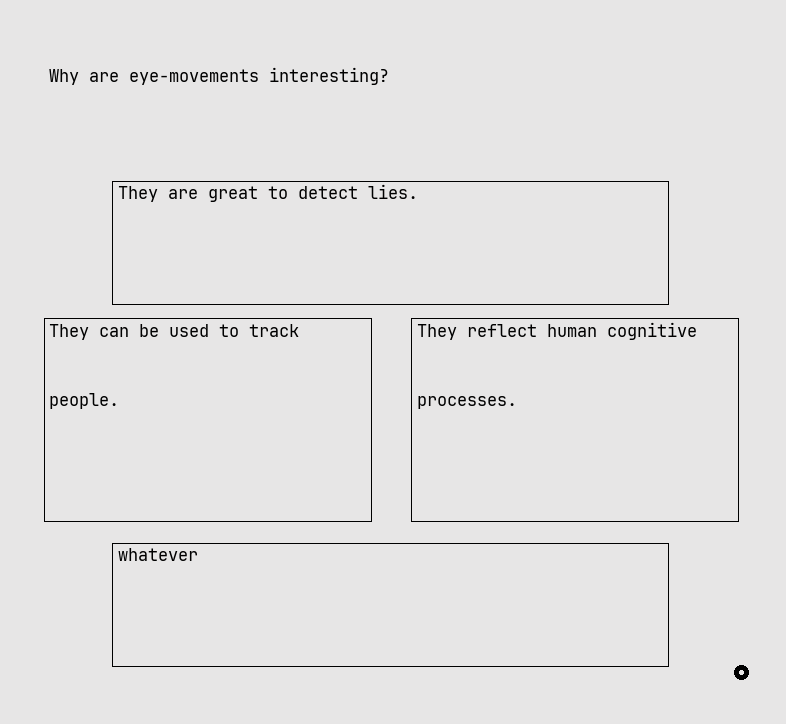 Why are eye-movements interesting?
They are great to detect lies.
They can be used to track
people.
They reflect human cognitive
processes.
whatever